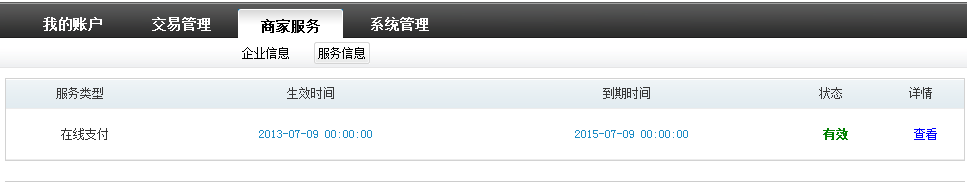 我的账户 交易管理 商家服务 系统管理
企业信息 服务信息
服务类型 生效时间 到期时间 状态 详情
在线支付 2013-07-09 00:00:00 2015-07-09 00:00:00 有效 查看